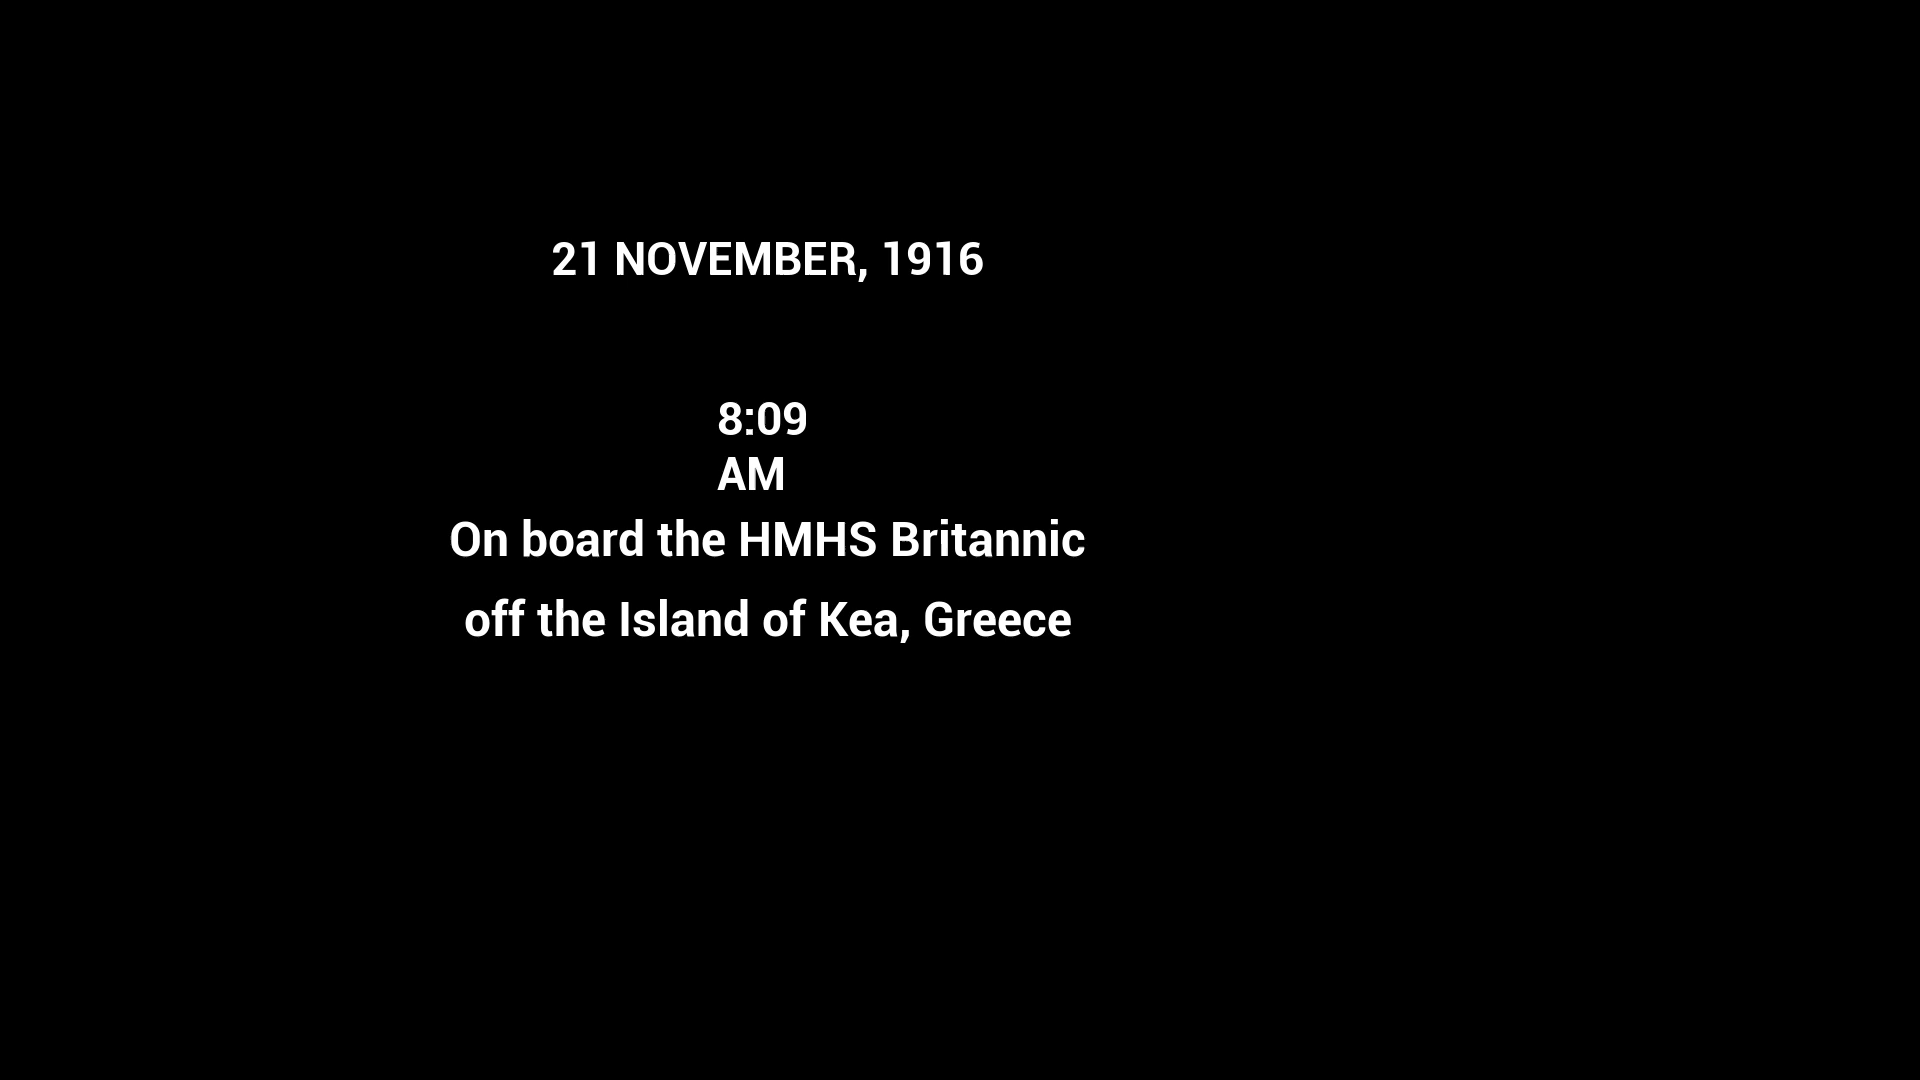 21 NOVEMBER, 1916
8:09
AM
On board the HMHS Britannic
off the Island of Kea, Greece